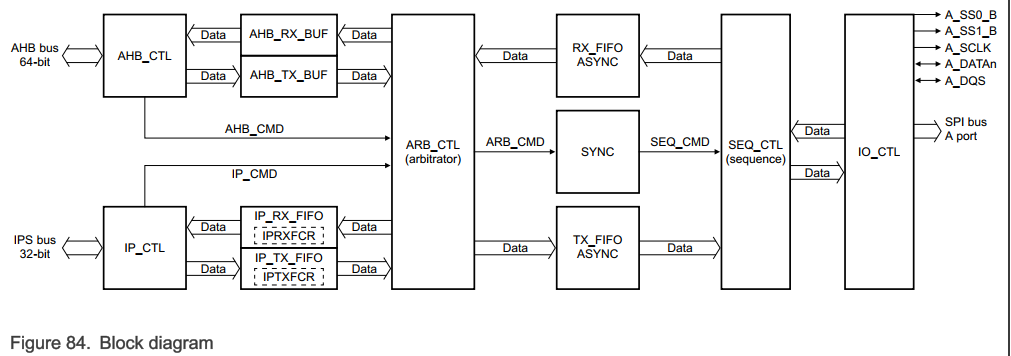 AHB bus
64-bit
AHB_CTL
Data
AHB_RX_BUF
Data
Data
AHB_TX_BUF
Data
AHB_CMD
IP_CMD
IPS bus
32-bit
IP_CTL
Data
IP_RX_FIFO
IPRXFCR
Data
Data
IP_TX_FIFO
IPTXFCR
Data
ARB_CTL
(arbitrator)
Data
RX_FIFO
ASYNC
Data
ARB_CMD
SYNC
SEQ_CMD
Data
TX_FIFO
ASYNC
Data
SEQ_CTL
(sequence)
Data
Data
IO_CTL
A_SS0_B
A_SS1_B
A_SCLK
A_DATAn
A_DQS
SPI bus
A port
Figure 84. Block diagram